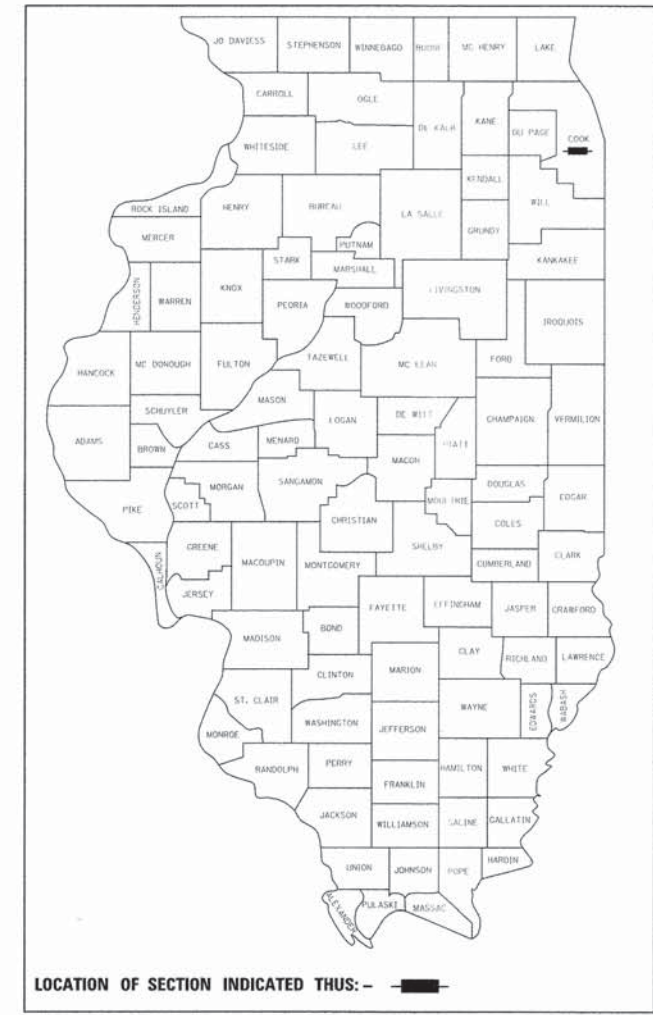 JO DAVIESS STEPHENSON WINNEBAGO BOONE MC HENRY LAKE
CARROLL OGLE DE KALB KANE DU PAGE COOK
WHITESIDE LEE
KENDALL WILL
ROCK ISLAND HENRY BUREAU LA SALLE GRUNDY
MERCER PUTNAM
STARK MARSHALL KANKAKEE
HENDERSON WARREN KNOX PEORIA WOODFORD LIVINGSTON IROQUOIS
HANCOCK MC DONOUGH FULTON TAZEWELL MC LEAN FORD
MASON
SCHUYLER LOGAN DE WITT CHAMPAIGN VERMILION
ADAMS BROWN CASS MENARD PIATT
MACON
PIKE SCOTT MORGAN SANGAMON MOULTRIE DOUGLAS EDGAR
CHRISTIAN COLES
CALHOUN GREENE MACOUPIN MONTGOMERY SHELBY CUMBERLAND CLARK
JERSEY FAYETTE EFFINGHAM JASPER CRAWFORD
MADISON BOND
CLINTON MARION CLAY RICHLAND LAWRENCE
ST. CLAIR WASHINGTON JEFFERSON WAYNE EDWARDS WABASH
MONROE
RANDOLPH PERRY FRANKLIN HAMILTON WHITE
JACKSON WILLIAMSON SALINE GALLATIN
UNION JOHNSON POPE HARDIN
ALEXANDER PULASKI MASSAC
LOCATION OF SECTION INDICATED THUS: -